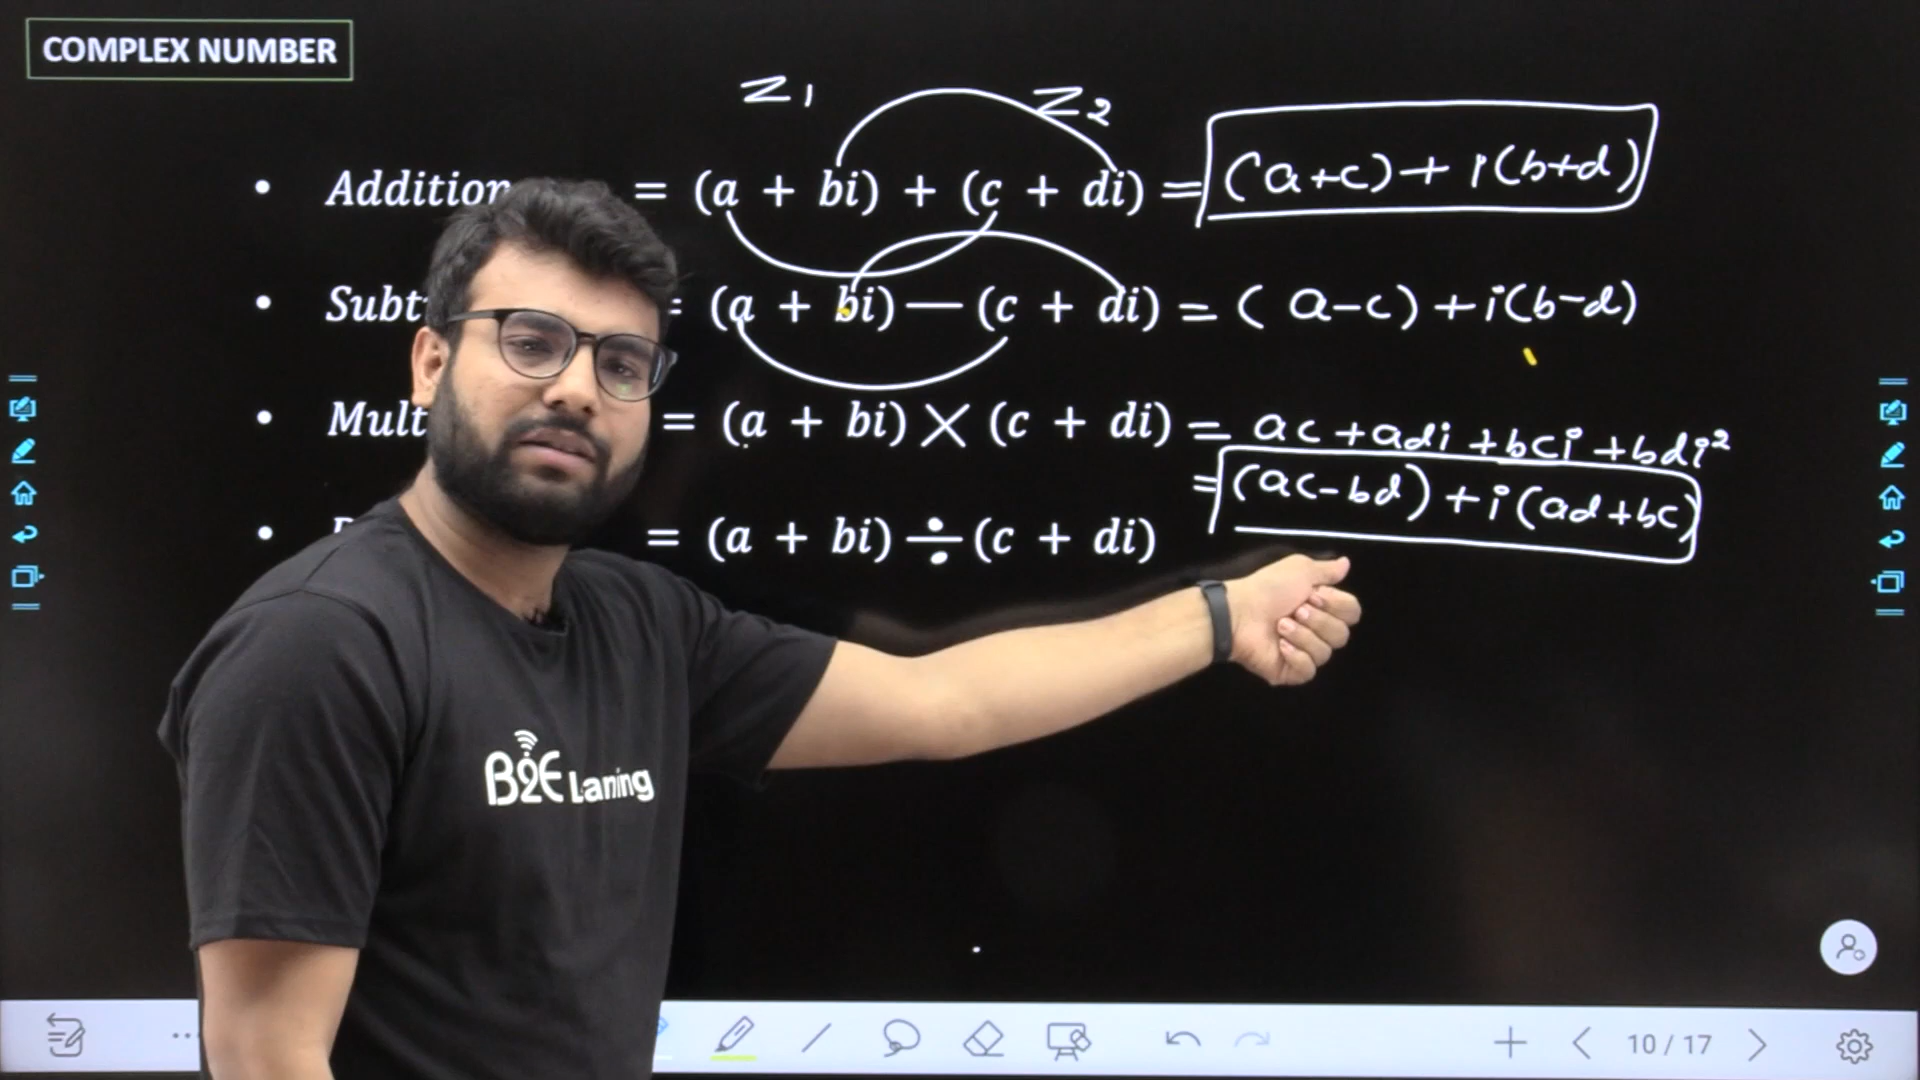 COMPLEX NUMBER
Z1 Z2
• Addition = (a + bi) + (c + di) = (a+c) + i(b+d)
• Subt = (a + bi) — (c + di) = (a-c) + i(b-d)
• Mult = (a + bi) × (c + di) = ac + adi + bci + bdi²
= (ac-bd) + i(ad+bc)
• = (a + bi) ÷ (c + di)
B2E Laning
10 / 17